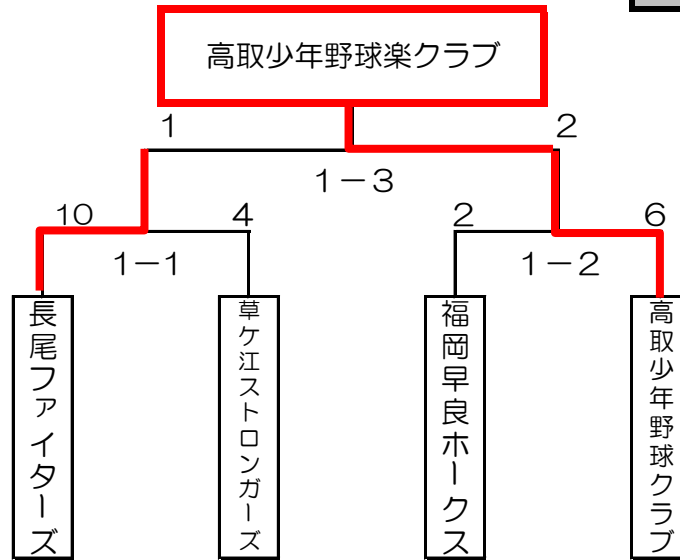 高取少年野球楽クラブ
1
2
1－3
10
4
2
6
1－1
1－2
長尾ファイターズ
草ケ江ストロンガーズ
福岡早良ホークス
高取少年野球クラブ